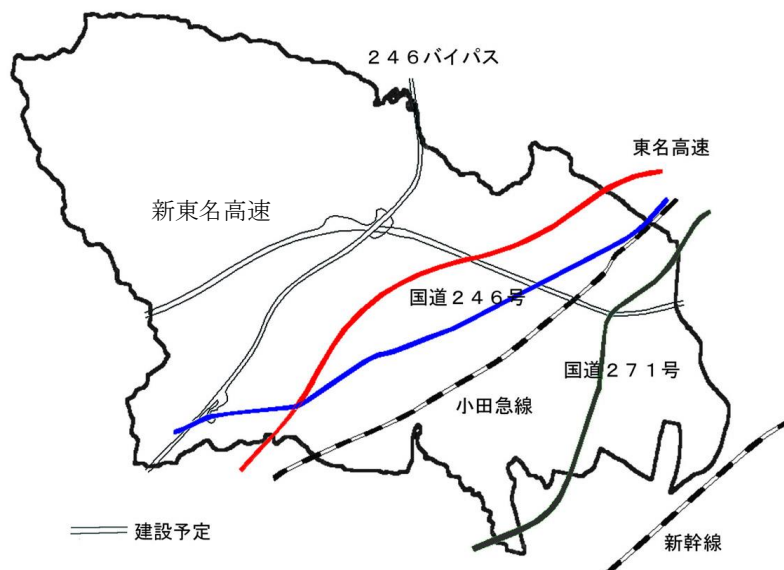 ２４６バイパス
東名高速
新東名高速
国道２４６号
国道２７１号
小田急線
建設予定
新幹線